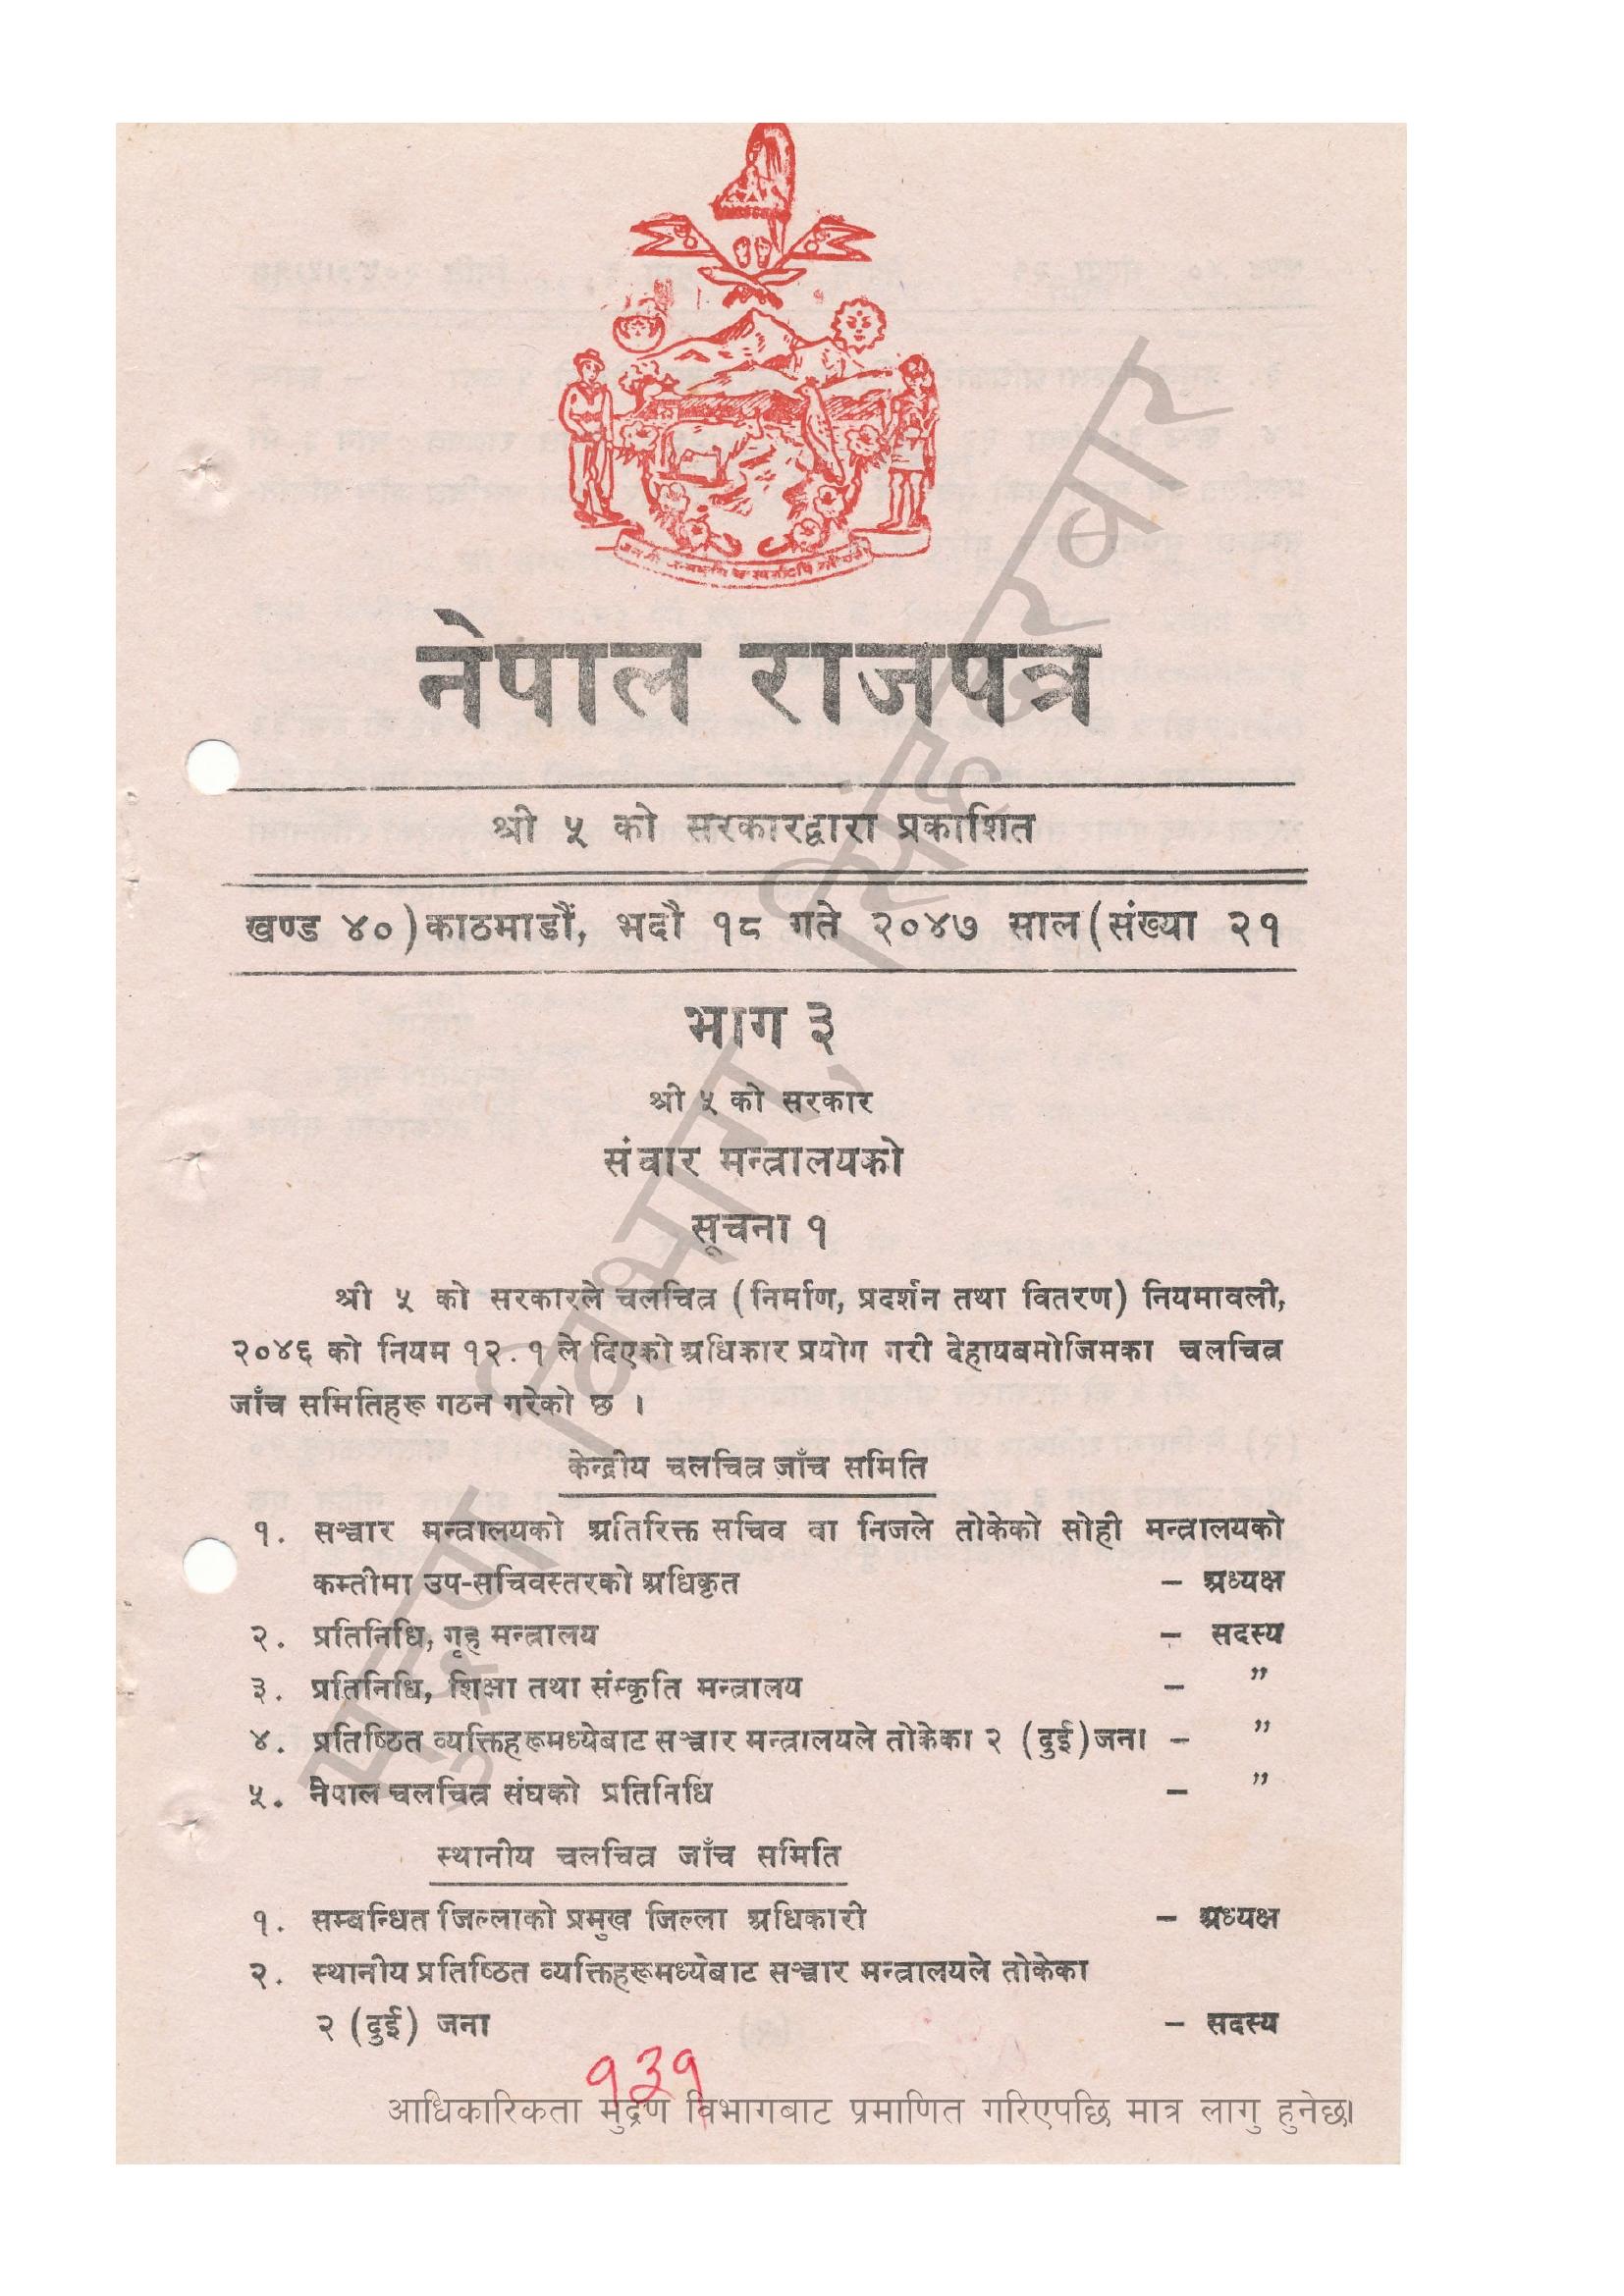 नेपाल राजपत्र
श्री ५ को सरकारद्वारा प्रकाशित
खण्ड ४०) काठमाडौं, भदौ १८ गते २०४७ साल (संख्या २१
भाग ३
श्री ५ को सरकार
संचार मन्त्रालयको
सूचना १
श्री ५ को सरकारले चलचित्र (निर्माण, प्रदर्शन तथा वितरण) नियमावली,
२०४६ को नियम १२.१ ले दिएको अधिकार प्रयोग गरी देहायबमोजिमका चलचित्र
जाँच समितिहरू गठन गरेको छ ।
केन्द्रीय चलचित्र जाँच समिति
१. सञ्चार मन्त्रालयको अतिरिक्त सचिव वा निजले तोकेको सोही मन्त्रालयको
कम्तीमा उप-सचिवस्तरको अधिकृत – अध्यक्ष
२. प्रतिनिधि, गृह मन्त्रालय – सदस्य
३. प्रतिनिधि, शिक्षा तथा संस्कृति मन्त्रालय – ”
४. प्रतिष्ठित व्यक्तिहरूमध्येबाट सञ्चार मन्त्रालयले तोकेका २ (दुई) जना – ”
५. नेपाल चलचित्र संघको प्रतिनिधि – ”
स्थानीय चलचित्र जाँच समिति
१. सम्बन्धित जिल्लाको प्रमुख जिल्ला अधिकारी – अध्यक्ष
२. स्थानीय प्रतिष्ठित व्यक्तिहरूमध्येबाट सञ्चार मन्त्रालयले तोकेका
२ (दुई) जना – सदस्य
१३१
आधिकारिकता मुद्रण विभागबाट प्रमाणित गरिएपछि मात्र लागु हुनेछ।
मुद्रण विभाग, सिंहदरवार